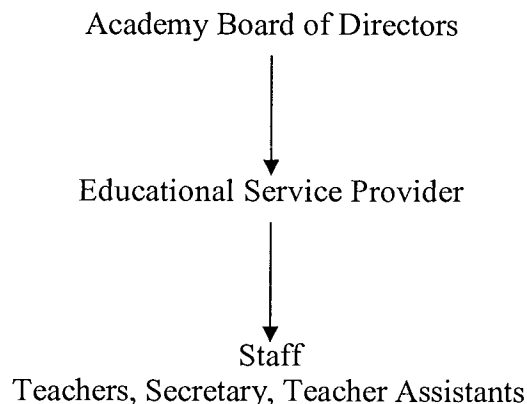 Academy Board of Directors
Educational Service Provider
Staff
Teachers, Secretary, Teacher Assistants